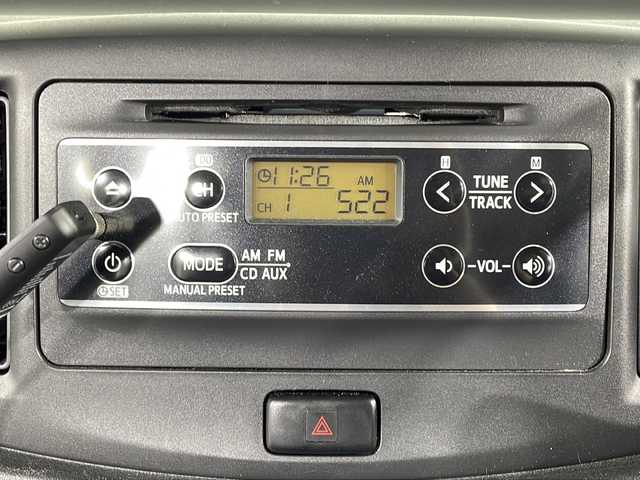 :00
H
M
11:26
AM
CH
AUTO PRESET
CH 1
522
TUNE
TRACK
MODE
AM FM
CD AUX
MANUAL PRESET
SET
-VOL-